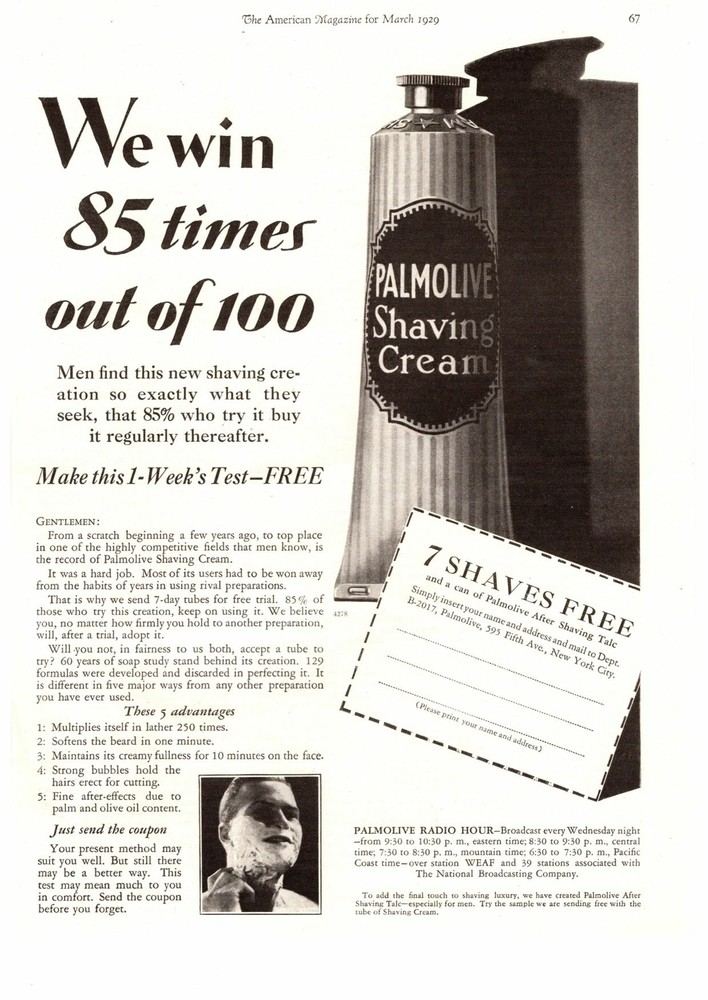 The American Magazine for March 1929
67
We win
85 times
out of 100
Men find this new shaving cre-
ation so exactly what they
seek, that 85% who try it buy
it regularly thereafter.
Make this 1-Week's Test—FREE
GENTLEMEN:
From a scratch beginning a few years ago, to top place
in one of the highly competitive fields that men know, is
the record of Palmolive Shaving Cream.
It was a hard job. Most of its users had to be won away
from the habits of years in using rival preparations.
That is why we send 7-day tubes for free trial. 85% of
those who try this creation, keep on using it. We believe
you, no matter how firmly you hold to another preparation,
will, after a trial, adopt it.
Will you not, in fairness to us both, accept a tube to
try? 60 years of soap study stand behind its creation. 129
formulas were developed and discarded in perfecting it. It
is different in five major ways from any other preparation
you have ever used.
These 5 advantages
1: Multiplies itself in lather 250 times.
2: Softens the beard in one minute.
3: Maintains its creamy fullness for 10 minutes on the face.
4: Strong bubbles hold the
hairs erect for cutting.
5: Fine after-effects due to
palm and olive oil content.
Just send the coupon
Your present method may
suit you well. But still there
may be a better way. This
test may mean much to you
in comfort. Send the coupon
before you forget.
PALMOLIVE
Shaving
Cream
4278
7 SHAVES FREE
and a can of Palmolive After Shaving Talc
Simply insert your name and address and mail to Dept.
B-2017, Palmolive, 595 Fifth Ave., New York City.
(Please print your name and address)
PALMOLIVE RADIO HOUR—Broadcast every Wednesday night
—from 9:30 to 10:30 p. m., eastern time; 8:30 to 9:30 p. m., central
time; 7:30 to 8:30 p. m., mountain time; 6:30 to 7:30 p. m., Pacific
Coast time—over station WEAF and 39 stations associated with
The National Broadcasting Company.
To add the final touch to shaving luxury, we have created Palmolive After
Shaving Talc—especially for men. Try the sample we are sending free with the
tube of Shaving Cream.